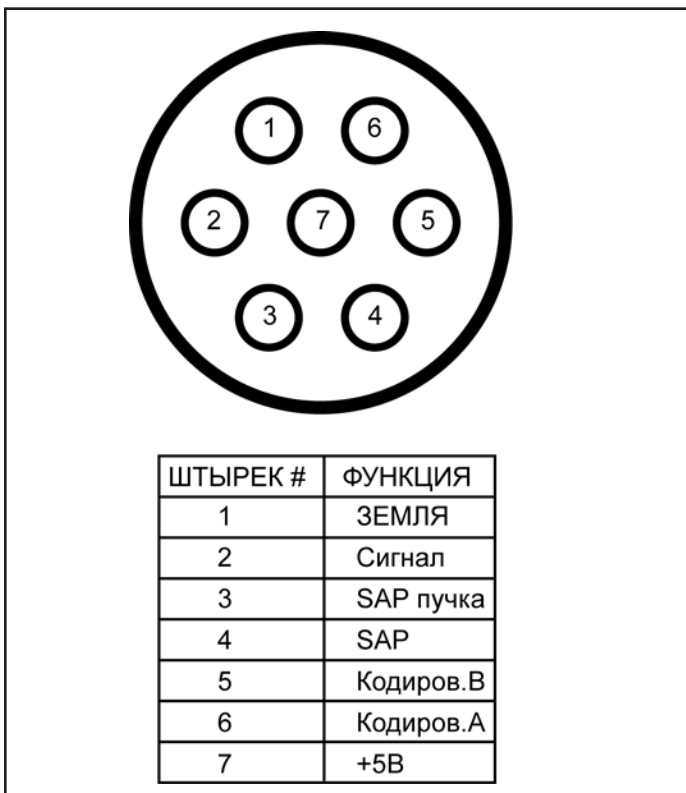 1 6
2 7 5
3 4
ШТЫРЕК # ФУНКЦИЯ
1 ЗЕМЛЯ
2 Сигнал
3 SAP пучка
4 SAP
5 Кодиров.В
6 Кодиров.А
7 +5В